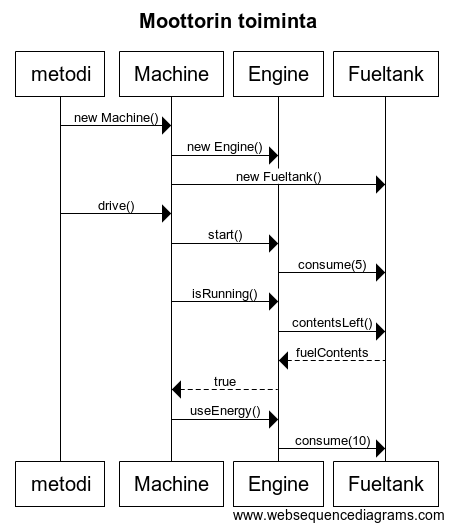 Moottorin toiminta
metodi Machine Engine Fueltank
new Machine()
new Engine()
new Fueltank()
drive()
start()
consume(5)
isRunning()
contentsLeft()
fuelContents
true
useEnergy()
consume(10)
metodi Machine Engine Fueltank
www.websequencediagrams.com